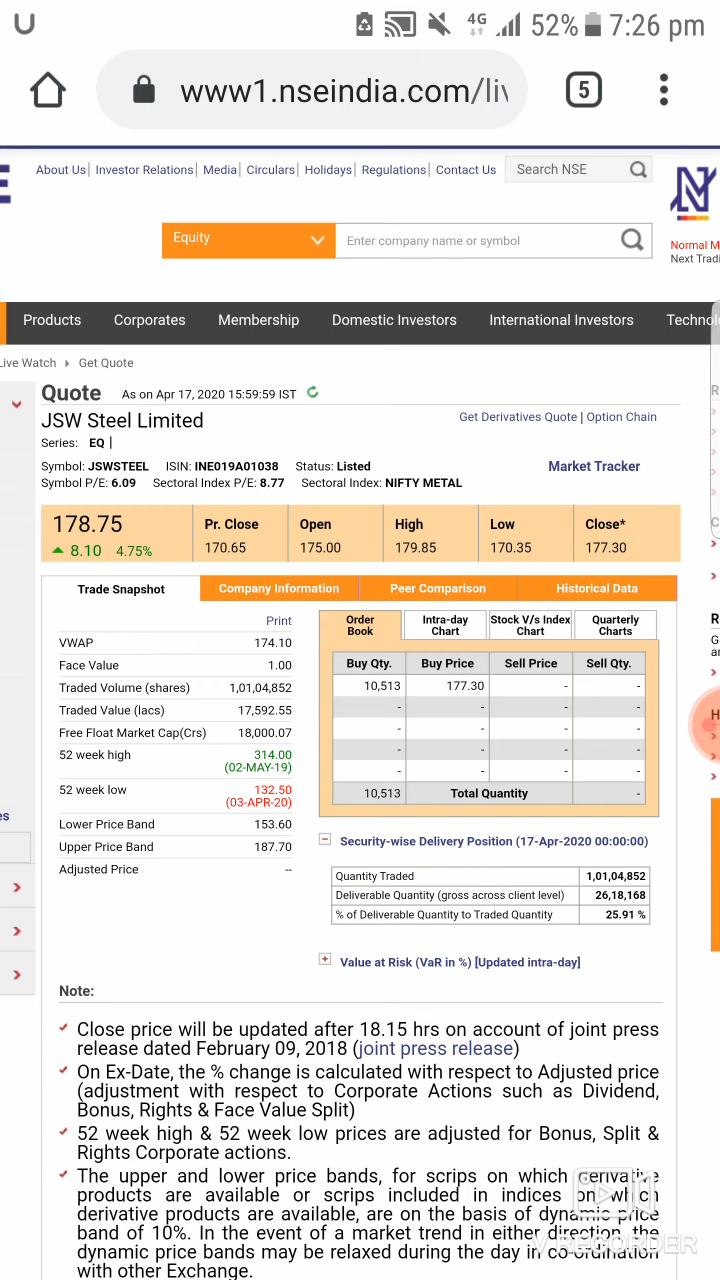 4G 52% 7:26 pm
www1.nseindia.com/liv
5
About Us| Investor Relations| Media| Circulars| Holidays| Regulations| Contact Us Search NSE
Equity Enter company name or symbol
Normal M
Next Tradi
Products Corporates Membership Domestic Investors International Investors Technol
Live Watch Get Quote
Quote As on Apr 17, 2020 15:59:59 IST
JSW Steel Limited Get Derivatives Quote | Option Chain
Series: EQ |
Symbol: JSWSTEEL ISIN: INE019A01038 Status: Listed Market Tracker
Symbol P/E: 6.09 Sectoral Index P/E: 8.77 Sectoral Index: NIFTY METAL
178.75 Pr. Close Open High Low Close*
8.10 4.75% 170.65 175.00 179.85 170.35 177.30
Trade Snapshot Company Information Peer Comparison Historical Data
Print
VWAP 174.10
Face Value 1.00
Traded Volume (shares) 1,01,04,852
Traded Value (lacs) 17,592.55
Free Float Market Cap(Crs) 18,000.07
52 week high 314.00
(02-MAY-19)
52 week low 132.50
(03-APR-20)
Lower Price Band 153.60
Upper Price Band 187.70
Adjusted Price --
Order Book Intra-day Chart Stock V/s Index Chart Quarterly Charts
Buy Qty. Buy Price Sell Price Sell Qty.
10,513 177.30 - -
- - - -
- - - -
- - - -
- - - -
10,513 Total Quantity -
Security-wise Delivery Position (17-Apr-2020 00:00:00)
Quantity Traded 1,01,04,852
Deliverable Quantity (gross across client level) 26,18,168
% of Deliverable Quantity to Traded Quantity 25.91 %
Value at Risk (VaR in %) [Updated intra-day]
Note:
Close price will be updated after 18.15 hrs on account of joint press
release dated February 09, 2018 (joint press release)
On Ex-Date, the % change is calculated with respect to Adjusted price
(adjustment with respect to Corporate Actions such as Dividend,
Bonus, Rights & Face Value Split)
52 week high & 52 week low prices are adjusted for Bonus, Split &
Rights Corporate actions.
The upper and lower price bands, for scrips on which derivative
products are available or scrips included in indices on which
derivative products are available, are on the basis of dynamic price
band of 10%. In the event of a market trend in either direction, the
dynamic price bands may be relaxed during the day in co-ordination
with other Exchange.
V RECORDER